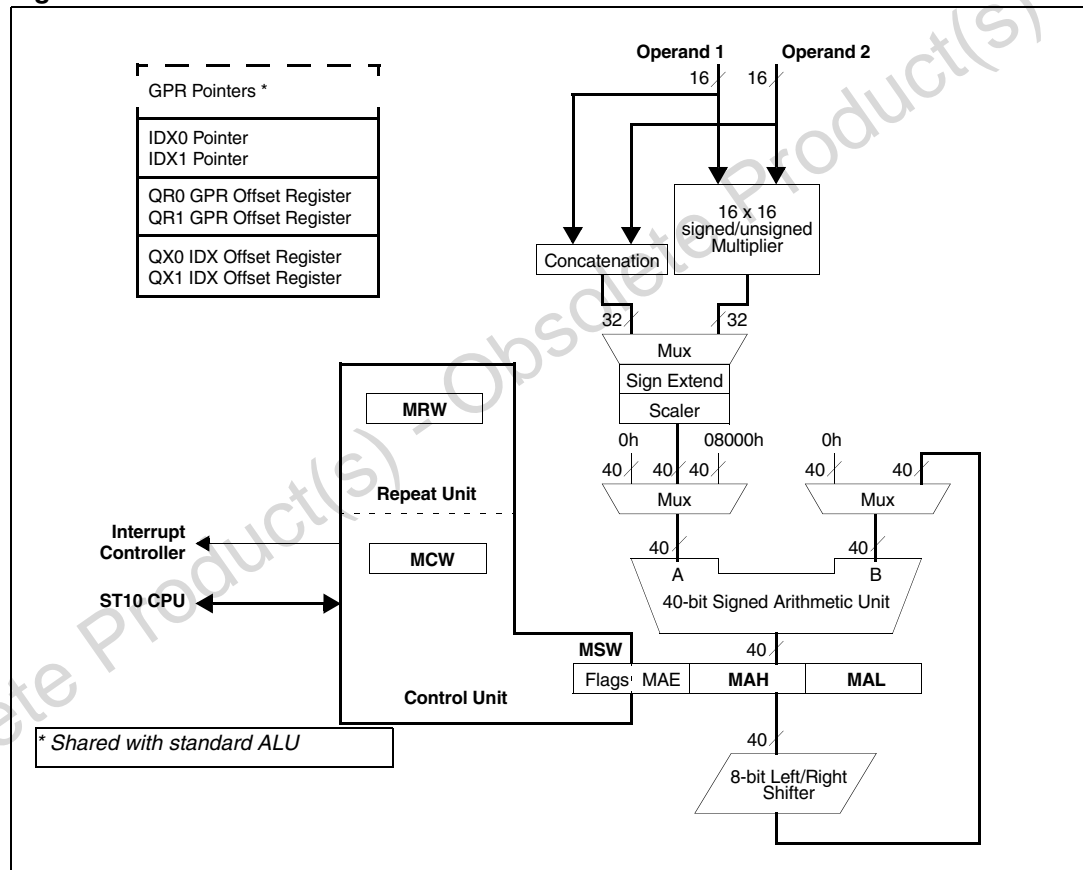 Operand 1 Operand 2
16 16
GPR Pointers *
IDX0 Pointer
IDX1 Pointer
QR0 GPR Offset Register
QR1 GPR Offset Register
QX0 IDX Offset Register
QX1 IDX Offset Register
16 x 16
signed/unsigned
Multiplier
Concatenation
32 32
Mux
Sign Extend
Scaler
MRW
0h 08000h 0h
40 40 40 40 40
Mux Mux
Repeat Unit
Interrupt
Controller
MCW
40 40
A B
40-bit Signed Arithmetic Unit
ST10 CPU
40
MSW
Flags MAE MAH MAL
Control Unit
* Shared with standard ALU
40
8-bit Left/Right
Shifter
ete Product(s) - Obsolete Product(s)